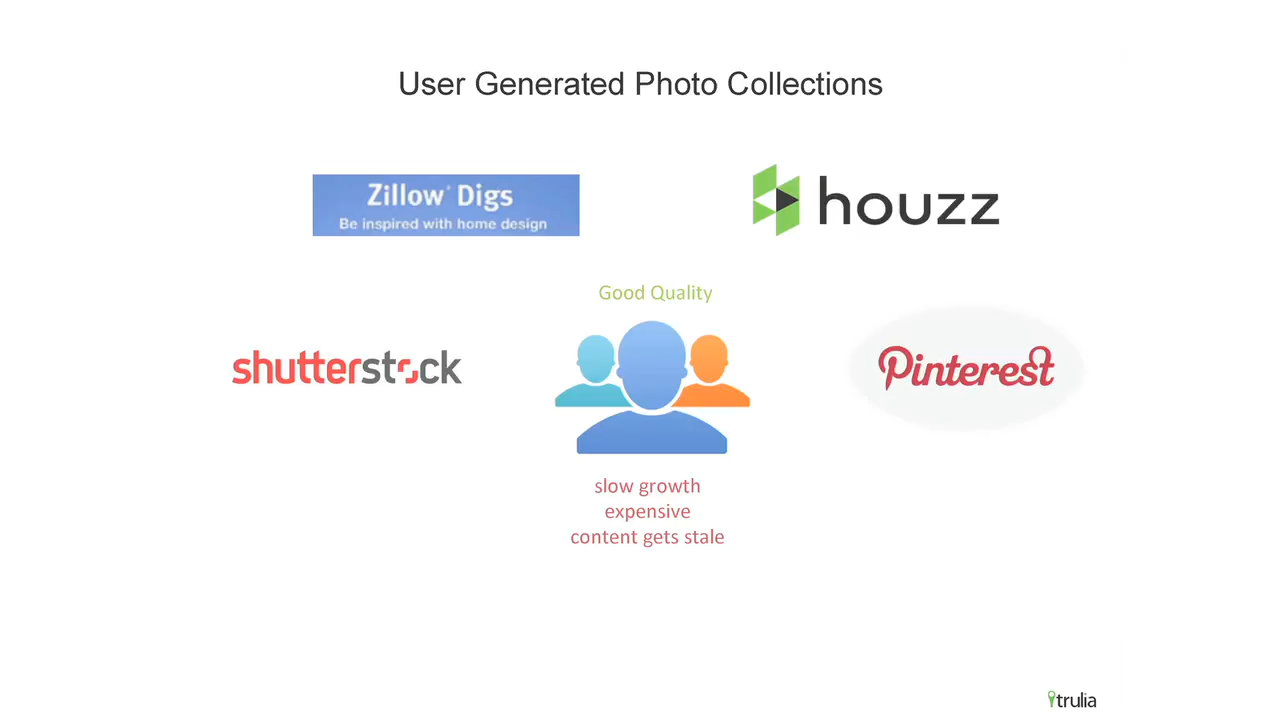 User Generated Photo Collections
Zillow® Digs
Be inspired with home design
houzz
Good Quality
shutterstock
Pinterest
slow growth
expensive
content gets stale
trulia